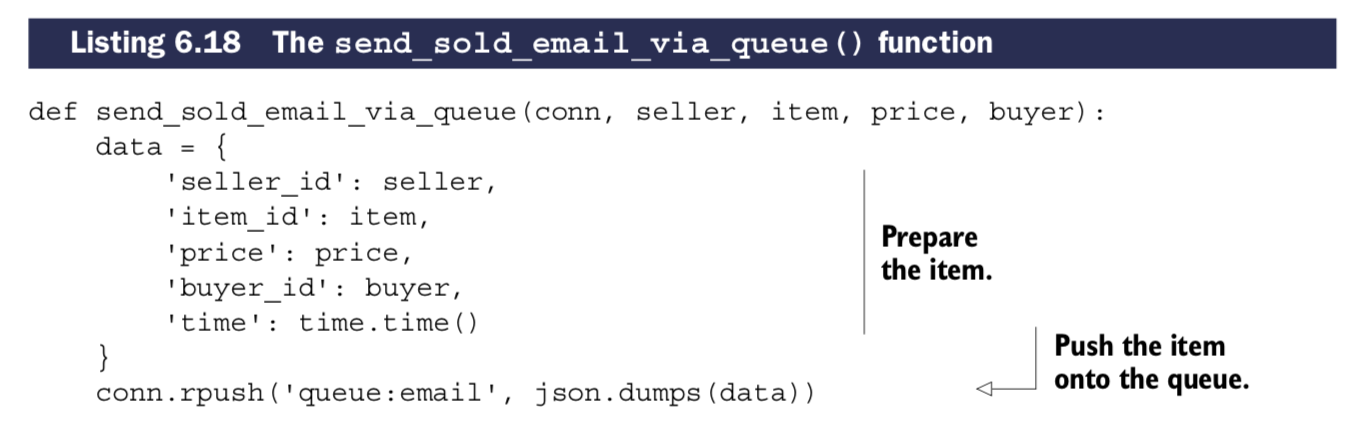 Listing 6.18 The send_sold_email_via_queue() function
def send_sold_email_via_queue(conn, seller, item, price, buyer):
    data = {
        'seller_id': seller,
        'item_id': item,
        'price': price,
        'buyer_id': buyer,
        'time': time.time()
    }
    conn.rpush('queue:email', json.dumps(data))
Prepare
the item.
Push the item
onto the queue.